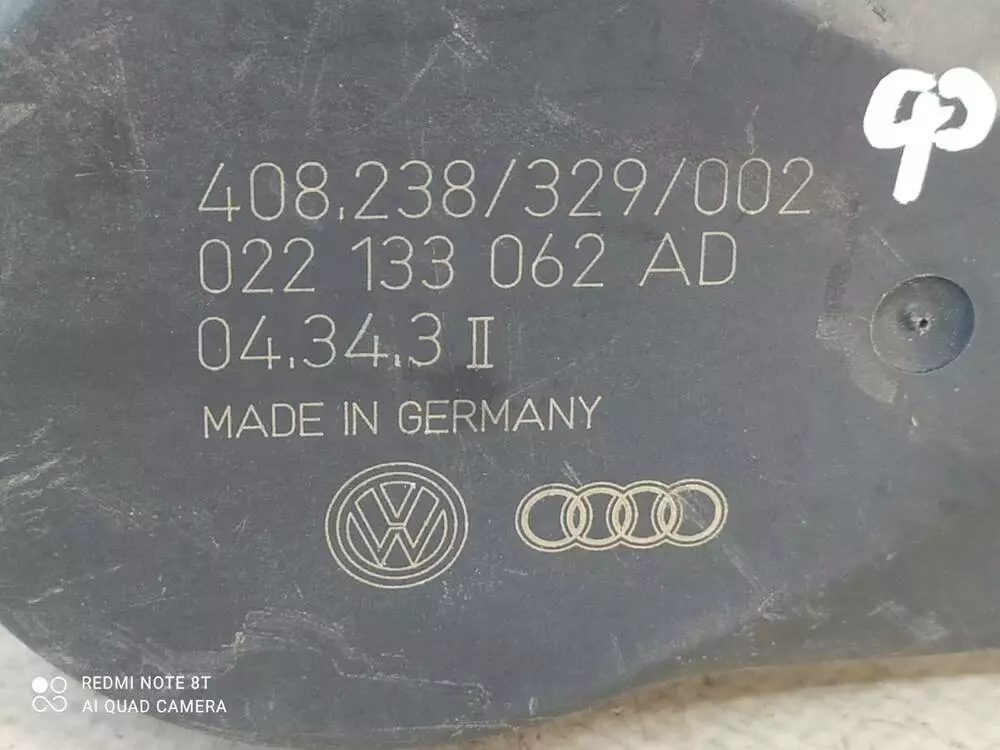 408.238/329/002
022 133 062 AD
04.34.3 II
MADE IN GERMANY
REDMI NOTE 8T
AI QUAD CAMERA